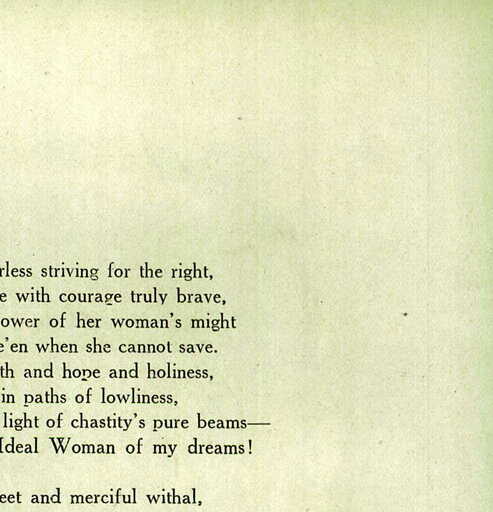 rless striving for the right,
e with courage truly brave,
ower of her woman's might
e'en when she cannot save.
th and hope and holiness,
in paths of lowliness,
light of chastity's pure beams—
Ideal Woman of my dreams!
eet and merciful withal,